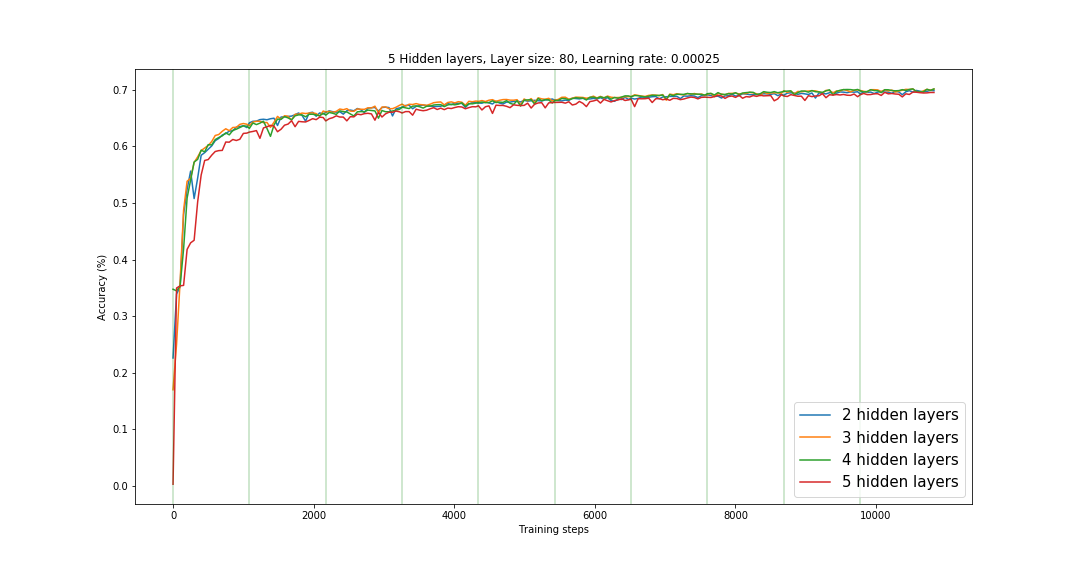 5 Hidden layers, Layer size: 80, Learning rate: 0.00025
Accuracy (%)
0.7
0.6
0.5
0.4
0.3
0.2
0.1
0.0
2 hidden layers
3 hidden layers
4 hidden layers
5 hidden layers
0 2000 4000 6000 8000 10000
Training steps